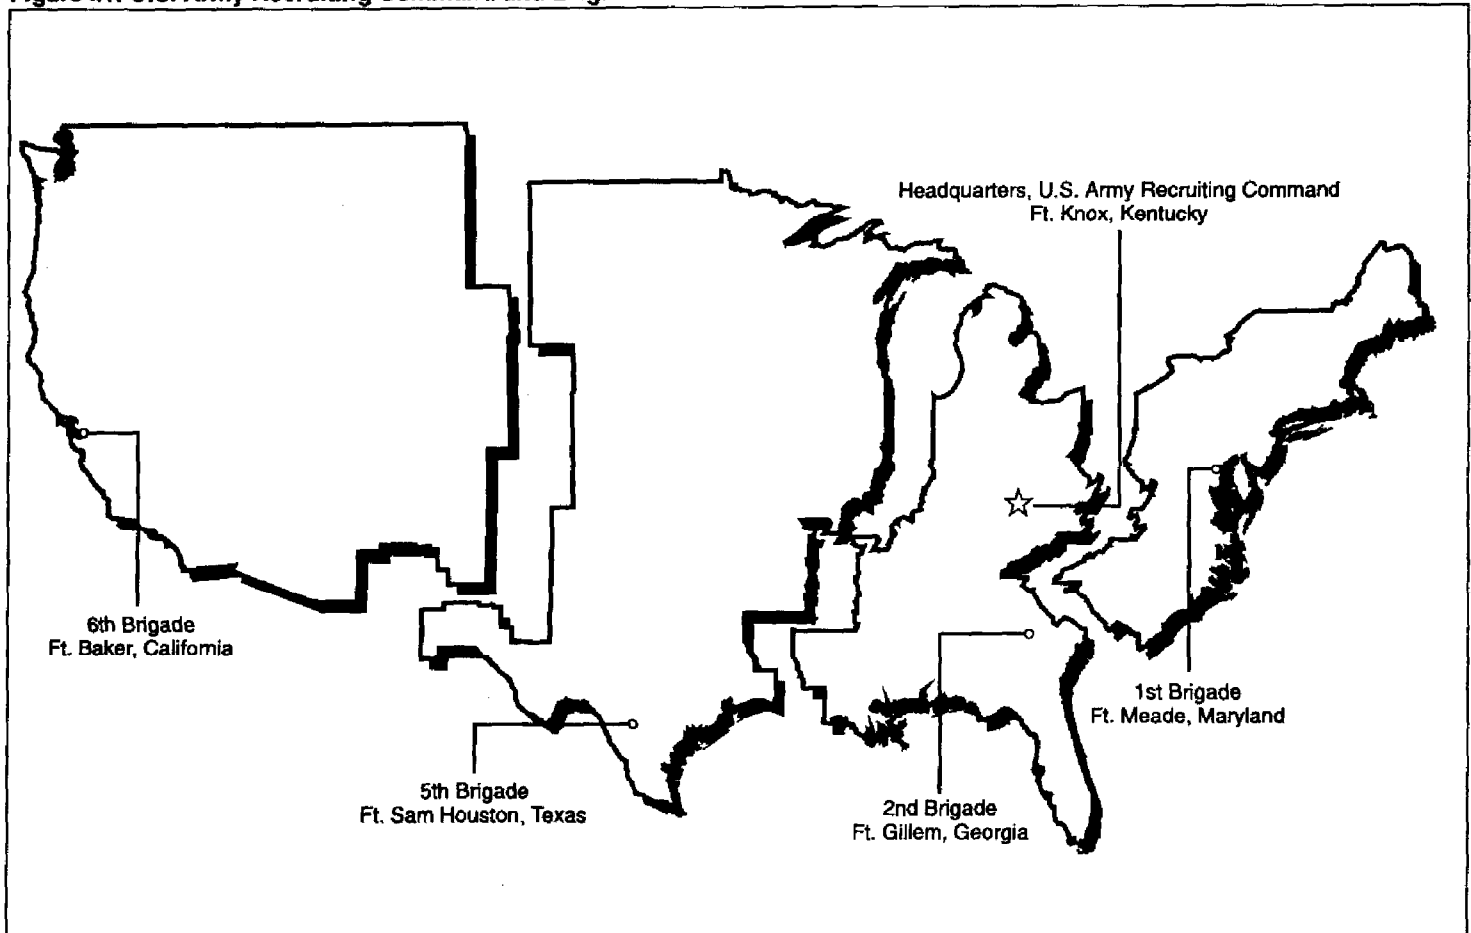 Headquarters, U.S. Army Recruiting Command
Ft. Knox, Kentucky
6th Brigade
Ft. Baker, California
1st Brigade
Ft. Meade, Maryland
5th Brigade
Ft. Sam Houston, Texas
2nd Brigade
Ft. Gillem, Georgia